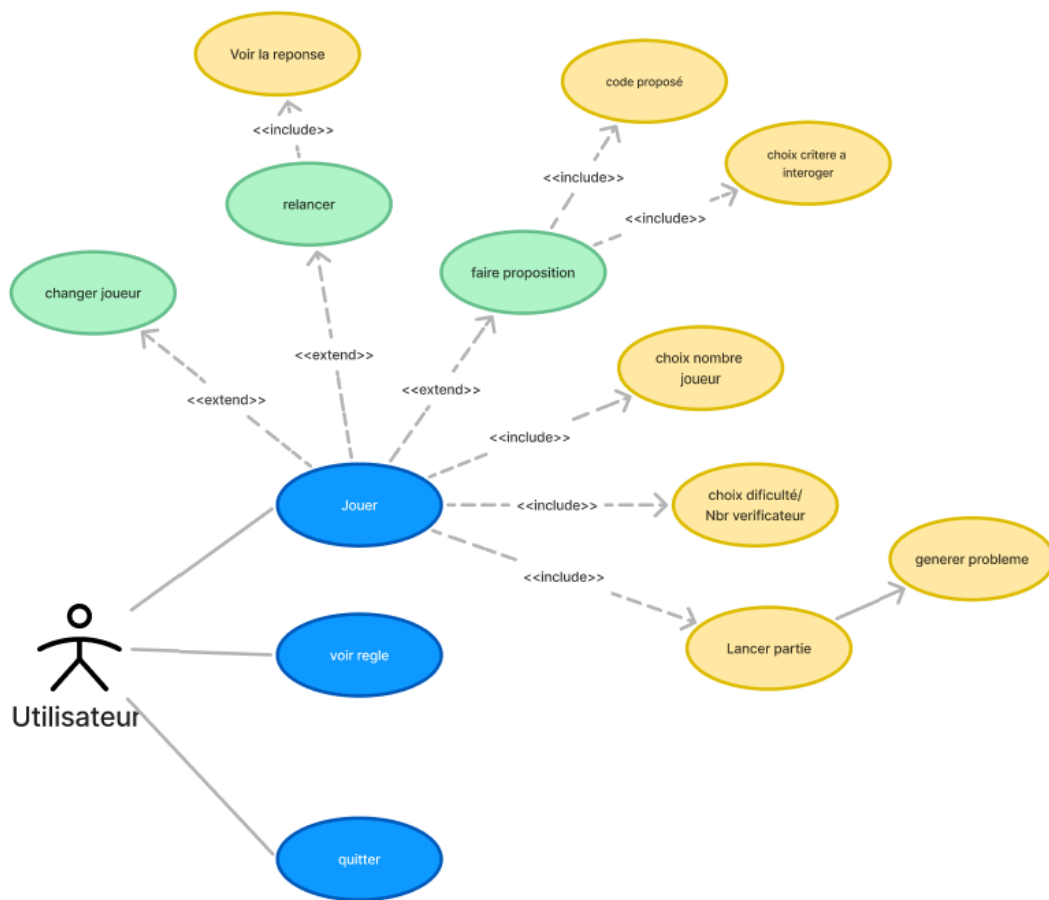 Voir la reponse
code proposé
<<include>>
choix critere a
interoger
<<include>>
relancer
<<include>>
faire proposition
changer joueur
<<extend>>
choix nombre
joueur
<<extend>>
<<extend>>
<<include>>
Jouer
choix dificulté/
Nbr verificateur
<<include>>
generer probleme
<<include>>
Lancer partie
voir regle
Utilisateur
quitter